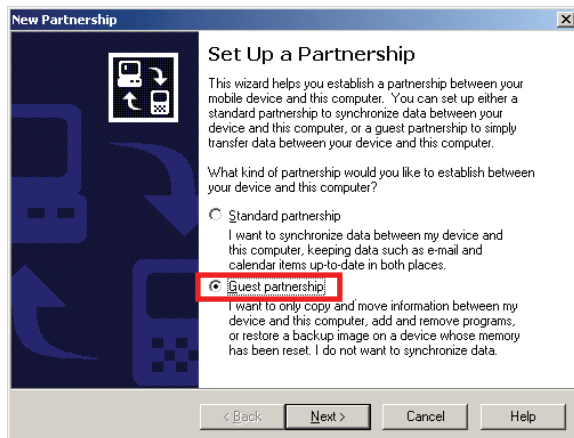 New Partnership
Set Up a Partnership
This wizard helps you establish a partnership between your
mobile device and this computer. You can set up either a
standard partnership to synchronize data between your
device and this computer, or a guest partnership to simply
transfer data between your device and this computer.
What kind of partnership would you like to establish between
your device and this computer?
Standard partnership
I want to synchronize data between my device and
this computer, keeping data such as e-mail and
calendar items up-to-date in both places.
Guest partnership
I want to only copy and move information between my
device and this computer, add and remove programs,
or restore a backup image on a device whose memory
has been reset. I do not want to synchronize data.
< Back Next > Cancel Help